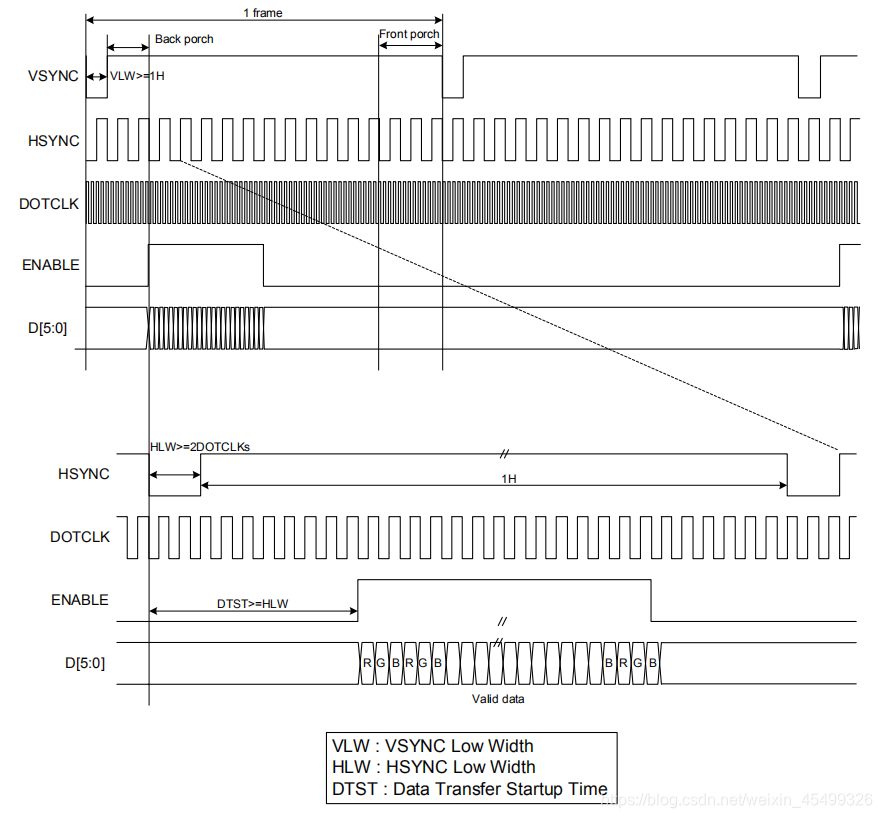 1 frame
Back porch
Front porch
VSYNC
VLW>=1H
HSYNC
DOTCLK
ENABLE
D[5:0]
HLW>=2DOTCLKs
HSYNC
1H
DOTCLK
ENABLE
DTST>=HLW
D[5:0]
R G B R G B B R G B
Valid data
VLW : VSYNC Low Width
HLW : HSYNC Low Width
DTST : Data Transfer Startup Time
https://blog.csdn.net/weixin_45499326